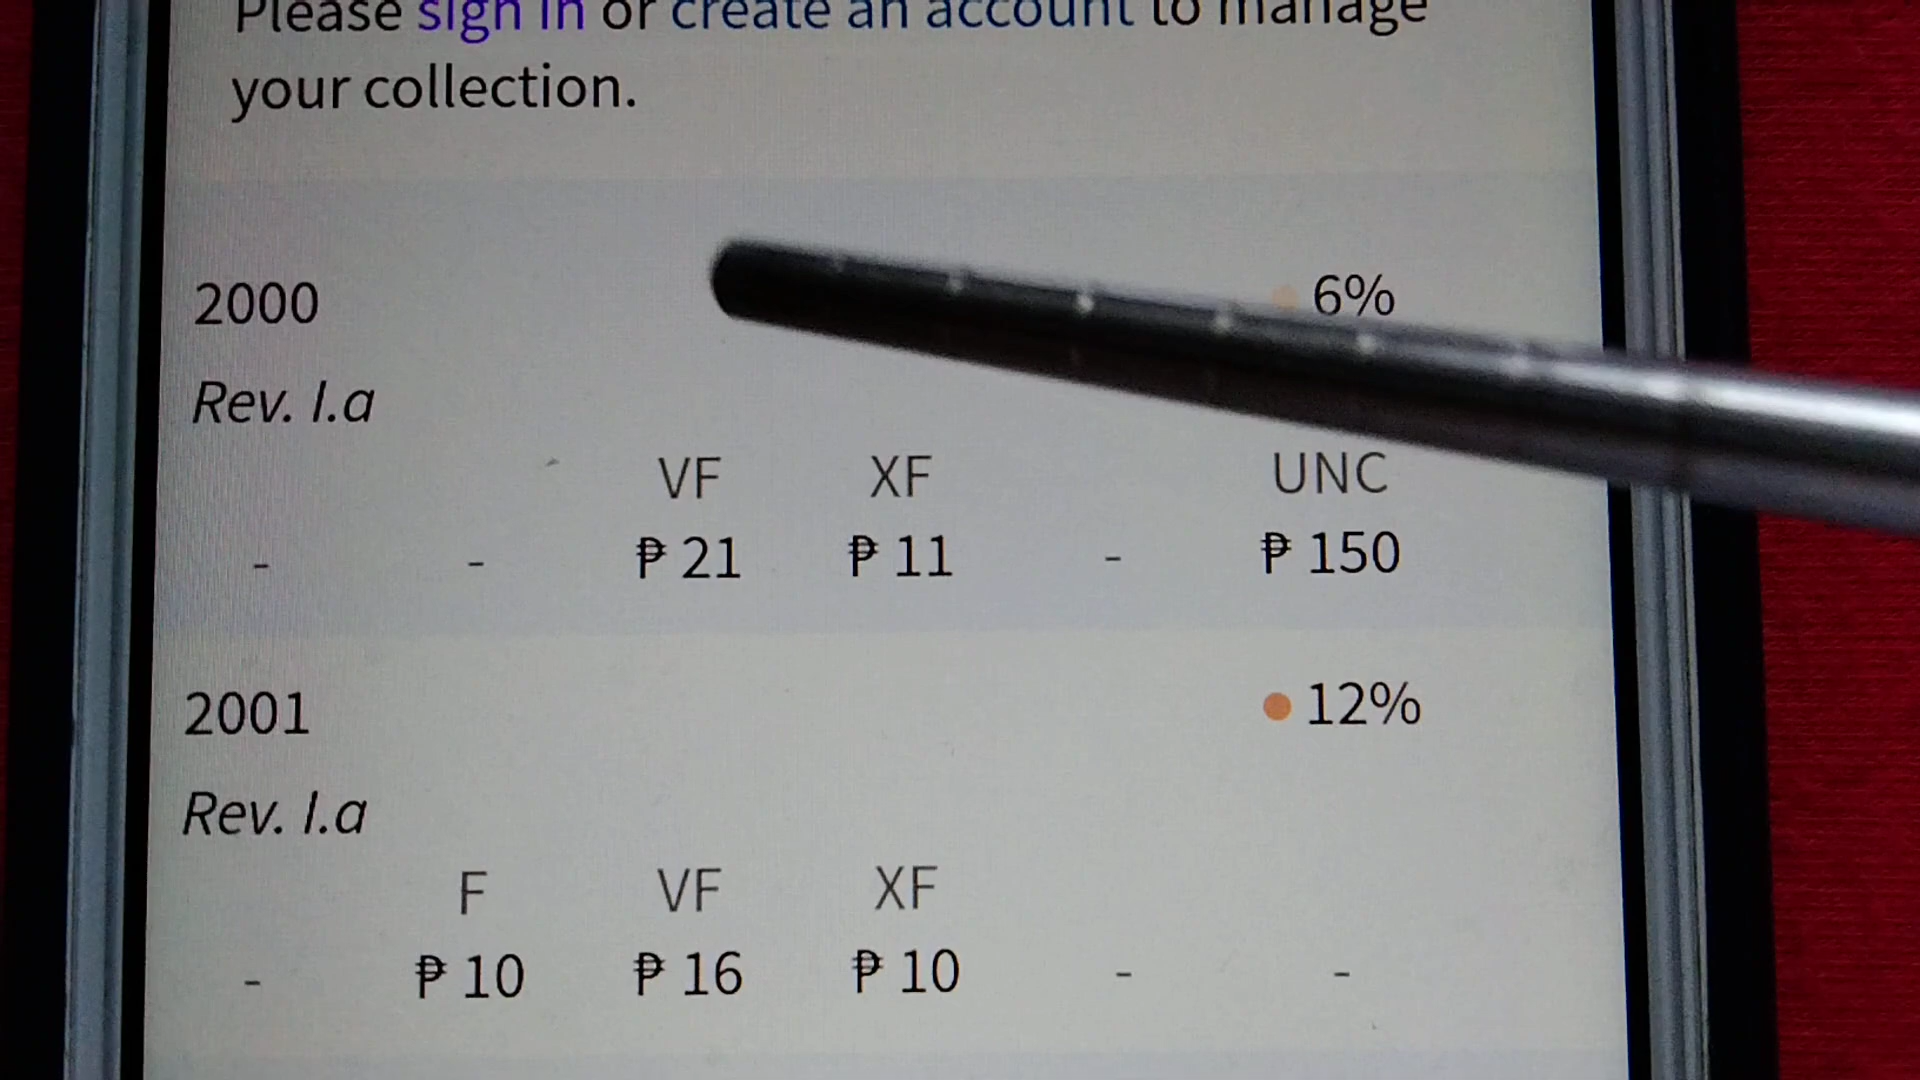 Please sign in or create an account to manage
your collection.
2000 6%
Rev. I.a
VF XF UNC
- - ₱ 21 ₱ 11 - ₱ 150
2001 12%
Rev. I.a
F VF XF
- ₱ 10 ₱ 16 ₱ 10 - -